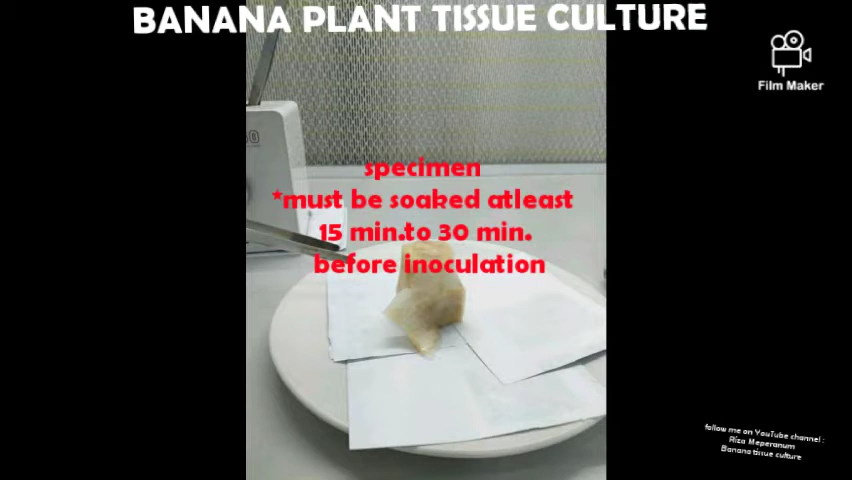 BANANA PLANT TISSUE CULTURE
Film Maker
specimen
*must be soaked atleast
15 min.to 30 min.
before inoculation
follow me on YouTube channel :
Riza Meperanum
Banana tissue culture